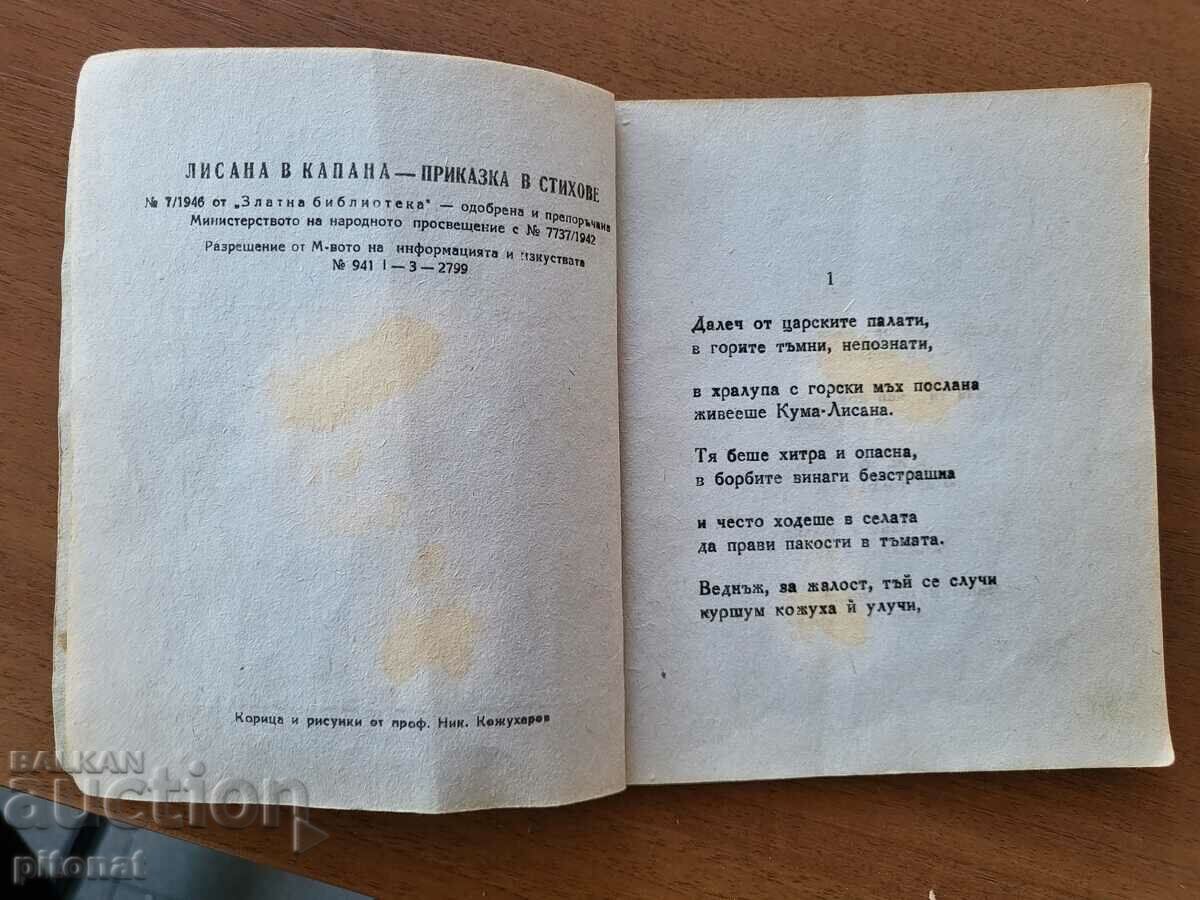 ЛИСАНА В КАПАНА — ПРИКАЗКА В СТИХОВЕ
№ 7/1946 от „Златна библиотека" — одобрена и препоръчана
Министерството на народното просвещение с № 7737/1942
Разрешение от М-вото на информацията и изкуствата
№ 941 I — 3 — 2799
Корица и рисунки от проф. Ник. Кожухаров
1
Далеч от царските палати,
в горите тъмни, непознати,
в хралупа с горски мъх послана
живееше Кума-Лисана.
Тя беше хитра и опасна,
в борбите винаги безстрашна
и често ходеше в селата
да прави пакости в тъмата.
Веднъж, за жалост, тъй се случи
куршум кожуха ѝ улучи,
BALKAN
auction
pitonat